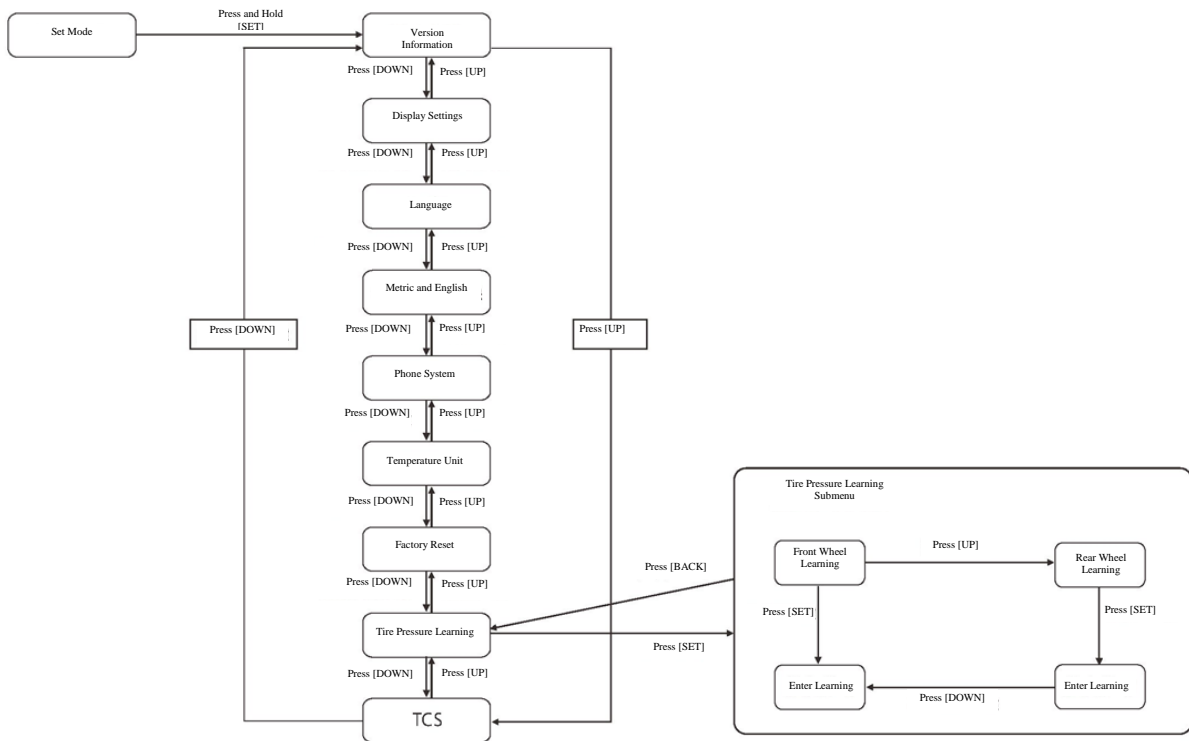 Press and Hold
[SET]
Set Mode
Version
Information
Press [DOWN]
Press [UP]
Display Settings
Press [DOWN]
Press [UP]
Language
Press [DOWN]
Press [UP]
Metric and English
Press [DOWN]
Press [UP]
Press [DOWN]
Press [UP]
Phone System
Press [DOWN]
Press [UP]
Temperature Unit
Press [DOWN]
Press [UP]
Factory Reset
Press [DOWN]
Press [UP]
Tire Pressure Learning
Press [DOWN]
Press [UP]
TCS
Press [BACK]
Press [SET]
Tire Pressure Learning
Submenu
Front Wheel
Learning
Press [UP]
Rear Wheel
Learning
Press [SET]
Press [SET]
Enter Learning
Press [DOWN]
Enter Learning